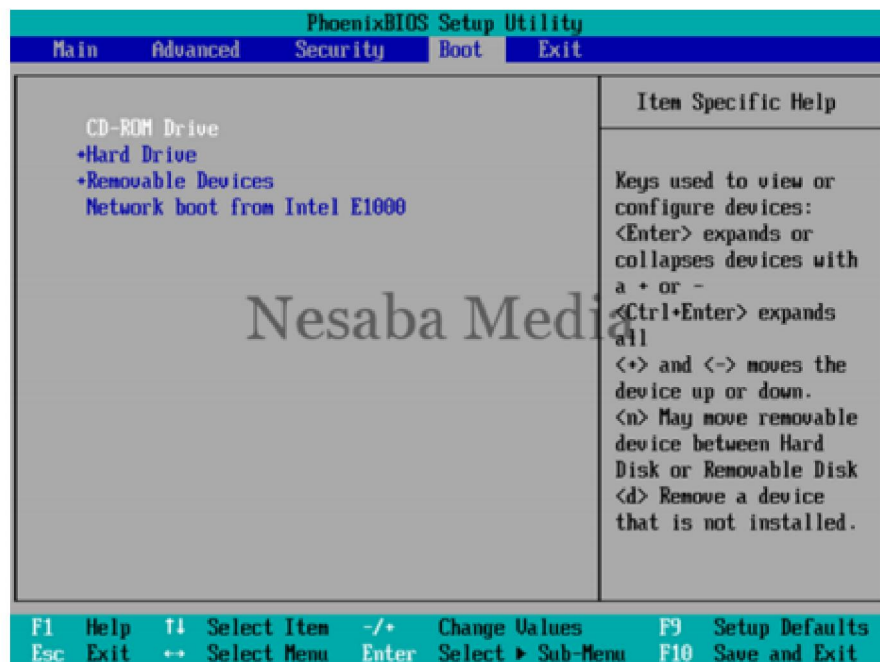 PhoenixBIOS Setup Utility
Main Advanced Security Boot Exit
CD-ROM Drive
+Hard Drive
+Removable Devices
Network boot from Intel E1000
Item Specific Help
Keys used to view or
configure devices:
<Enter> expands or
collapses devices with
a + or -
<Ctrl+Enter> expands
all
<+> and <-> moves the
device up or down.
<n> May move removable
device between Hard
Disk or Removable Disk
<d> Remove a device
that is not installed.
Nesaba Media
F1 Help ↑↓ Select Item -/+ Change Values F9 Setup Defaults
Esc Exit ↔ Select Menu Enter Select ▶ Sub-Menu F10 Save and Exit